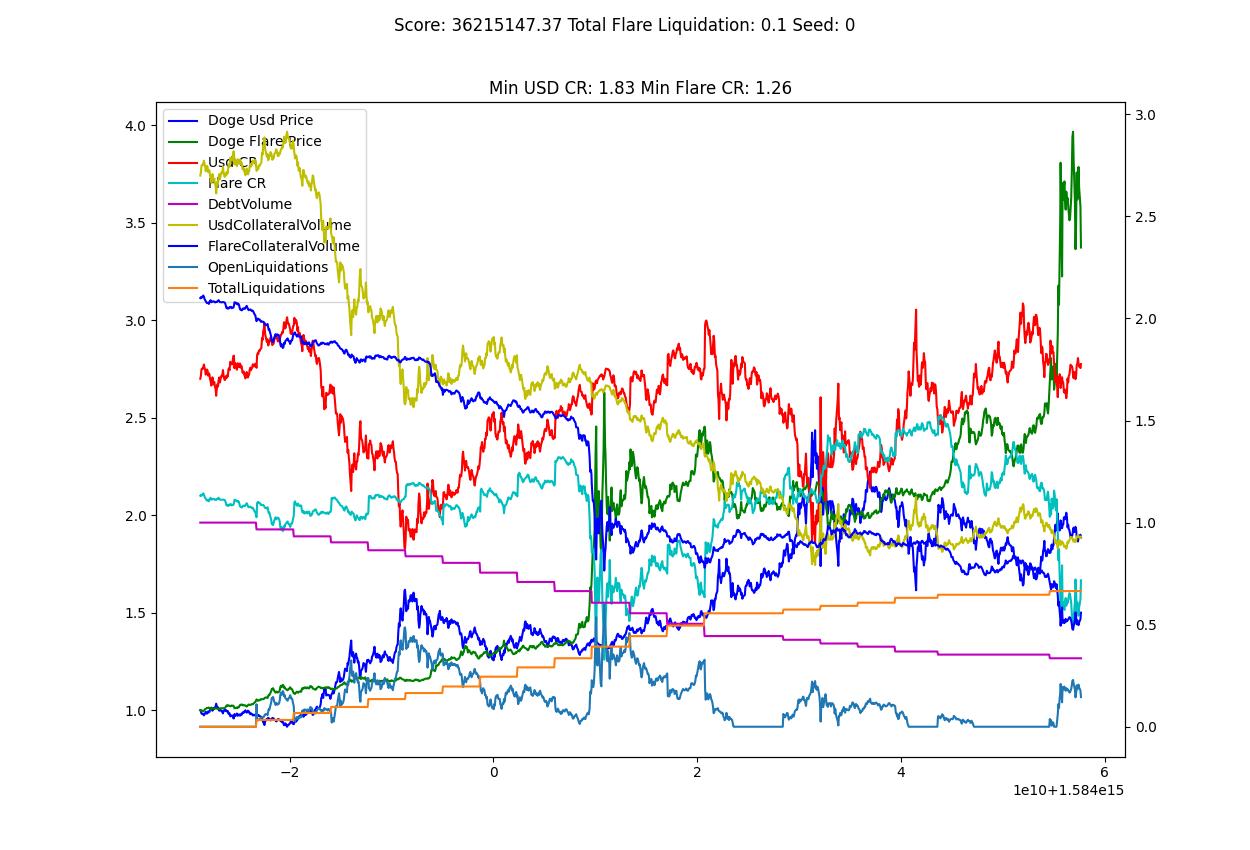 Score: 36215147.37 Total Flare Liquidation: 0.1 Seed: 0
Min USD CR: 1.83 Min Flare CR: 1.26
Doge Usd Price
Doge Flare Price
Usd CR
Flare CR
DebtVolume
UsdCollateralVolume
FlareCollateralVolume
OpenLiquidations
TotalLiquidations
4.0
3.5
3.0
2.5
2.0
1.5
1.0
3.0
2.5
2.0
1.5
1.0
0.5
0.0
−2
0
2
4
6
1e10+1.584e15